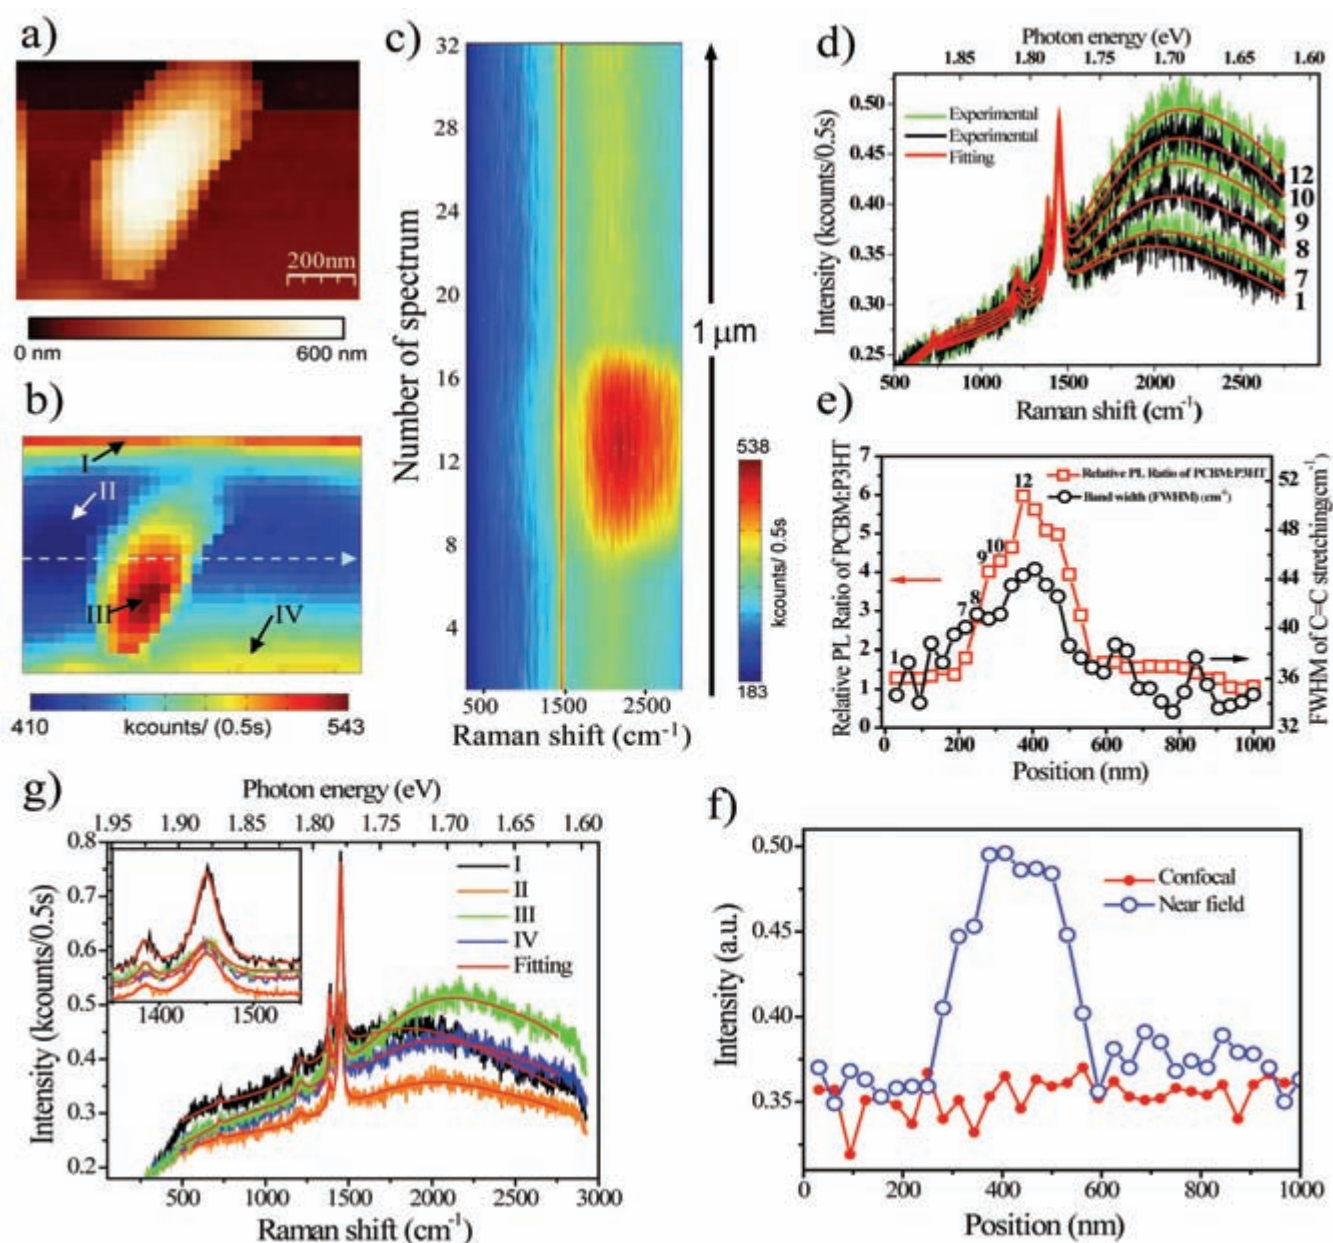 a)
200nm
0 nm 600 nm
b)
I
II
III
IV
410 kcounts/ (0.5s) 543
c)
Number of spectrum
32
28
24
20
16
12
8
4
500 1500 2500
Raman shift (cm-1)
1 μm
538
kcounts/ 0.5s
183
d)
Photon energy (eV)
1.85 1.80 1.75 1.70 1.65 1.60
Intensity (kcounts/0.5s)
0.50
0.45
0.40
0.35
0.30
0.25
Experimental
Experimental
Fitting
12
10
9
8
7
1
500 1000 1500 2000 2500
Raman shift (cm-1)
e)
Relative PL Ratio of PCBM:P3HT
7
6
5
4
3
2
1
0
Relative PL Ratio of PCBM:P3HT
Band width (FWHM) (cm-1)
1
7
8
9
10
12
52
48
44
40
36
32
FWHM of C=C stretching(cm-1)
0 200 400 600 800 1000
Position (nm)
g)
Photon energy (eV)
1.95 1.90 1.85 1.80 1.75 1.70 1.65 1.60
Intensity (kcounts/0.5s)
0.8
0.7
0.6
0.5
0.4
0.3
0.2
I
II
III
IV
Fitting
1400 1500
500 1000 1500 2000 2500 3000
Raman shift (cm-1)
f)
Intensity (a.u.)
0.50
0.45
0.40
0.35
Confocal
Near field
0 200 400 600 800 1000
Position (nm)